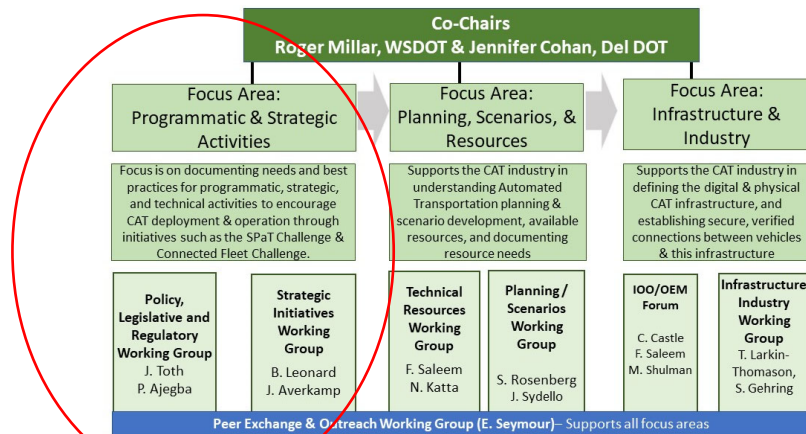 Co-Chairs
Roger Millar, WSDOT & Jennifer Cohan, Del DOT
Focus Area:
Programmatic & Strategic
Activities
Focus is on documenting needs and best
practices for programmatic, strategic,
and technical activities to encourage
CAT deployment & operation through
initiatives such as the SPaT Challenge &
Connected Fleet Challenge.
Policy,
Legislative and
Regulatory
Working Group
J. Toth
P. Ajegba
Strategic
Initiatives
Working
Group
B. Leonard
J. Averkamp
Focus Area:
Planning, Scenarios, &
Resources
Supports the CAT industry in
understanding Automated
Transportation planning &
scenario development, available
resources, and documenting
resource needs
Technical
Resources
Working
Group
F. Saleem
N. Katta
Planning /
Scenarios
Working
Group
S. Rosenberg
J. Sydello
Focus Area:
Infrastructure &
Industry
Supports the CAT industry in
defining the digital & physical
CAT infrastructure, and
establishing secure, verified
connections between vehicles
& this infrastructure
IOO/OEM
Forum
C. Castle
F. Saleem
M. Shulman
Infrastructure
Industry
Working
Group
T. Larkin-
Thomason,
S. Gehring
Peer Exchange & Outreach Working Group (E. Seymour)– Supports all focus areas